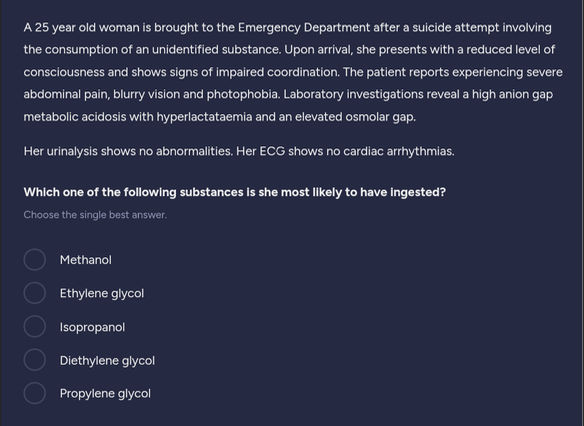 A 25 year old woman is brought to the Emergency Department after a suicide attempt involving
the consumption of an unidentified substance. Upon arrival, she presents with a reduced level of
consciousness and shows signs of impaired coordination. The patient reports experiencing severe
abdominal pain, blurry vision and photophobia. Laboratory investigations reveal a high anion gap
metabolic acidosis with hyperlactataemia and an elevated osmolar gap.
Her urinalysis shows no abnormalities. Her ECG shows no cardiac arrhythmias.
Which one of the following substances is she most likely to have ingested?
Choose the single best answer.
Methanol
Ethylene glycol
Isopropanol
Diethylene glycol
Propylene glycol